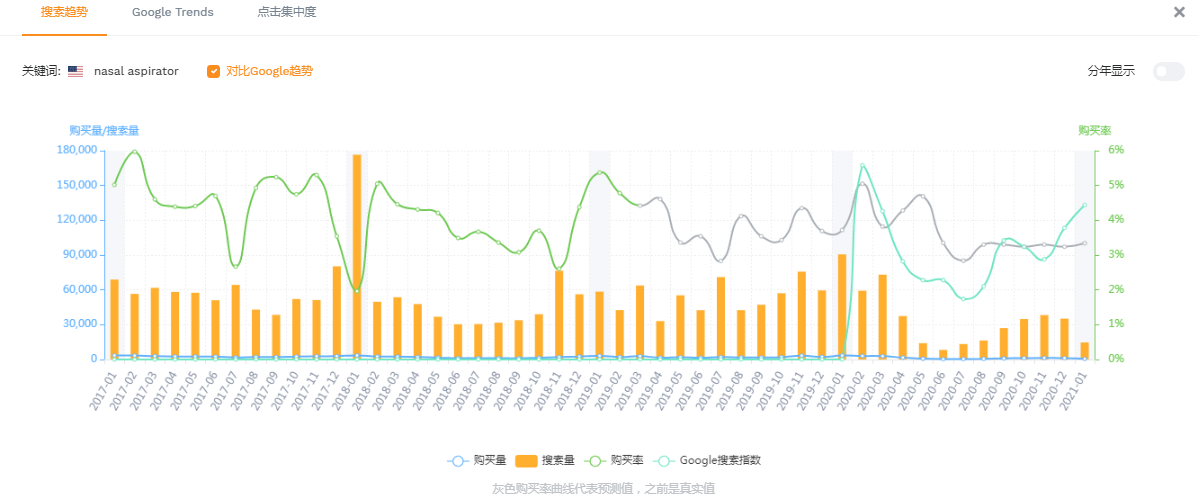 搜索趋势 Google Trends 点击集中度
关键词: nasal aspirator 对比Google趋势 分年显示
购买量/搜索量 购买率
180,000 6%
150,000 5%
120,000 4%
90,000 3%
60,000 2%
30,000 1%
0 0%
2017-01 2017-02 2017-03 2017-04 2017-05 2017-06 2017-07 2017-08 2017-09 2017-10 2017-11 2017-12 2018-01 2018-02 2018-03 2018-04 2018-05 2018-06 2018-07 2018-08 2018-09 2018-10 2018-11 2018-12 2019-01 2019-02 2019-03 2019-04 2019-05 2019-06 2019-07 2019-08 2019-09 2019-10 2019-11 2019-12 2020-01 2020-02 2020-03 2020-04 2020-05 2020-06 2020-07 2020-08 2020-09 2020-10 2020-11 2020-12 2021-01
购买量 搜索量 购买率 Google搜索指数
灰色购买率曲线代表预测值，之前是真实值